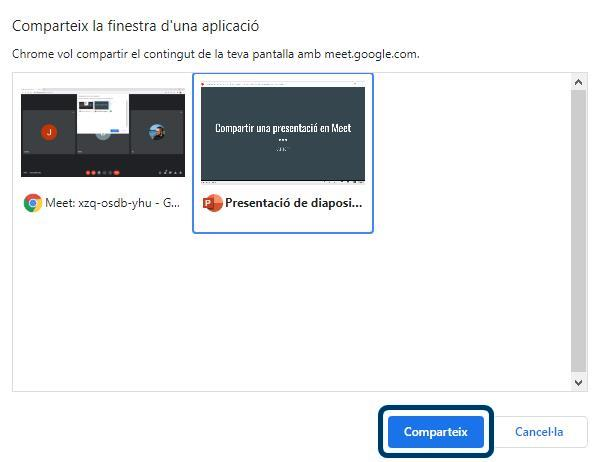 Comparteix la finestra d'una aplicació
Chrome vol compartir el contingut de la teva pantalla amb meet.google.com.
J
Compartir una presentació en Meet
Meet: xzq-osdb-yhu - G...
P
Presentació de diaposi...
Comparteix
Cancel·la